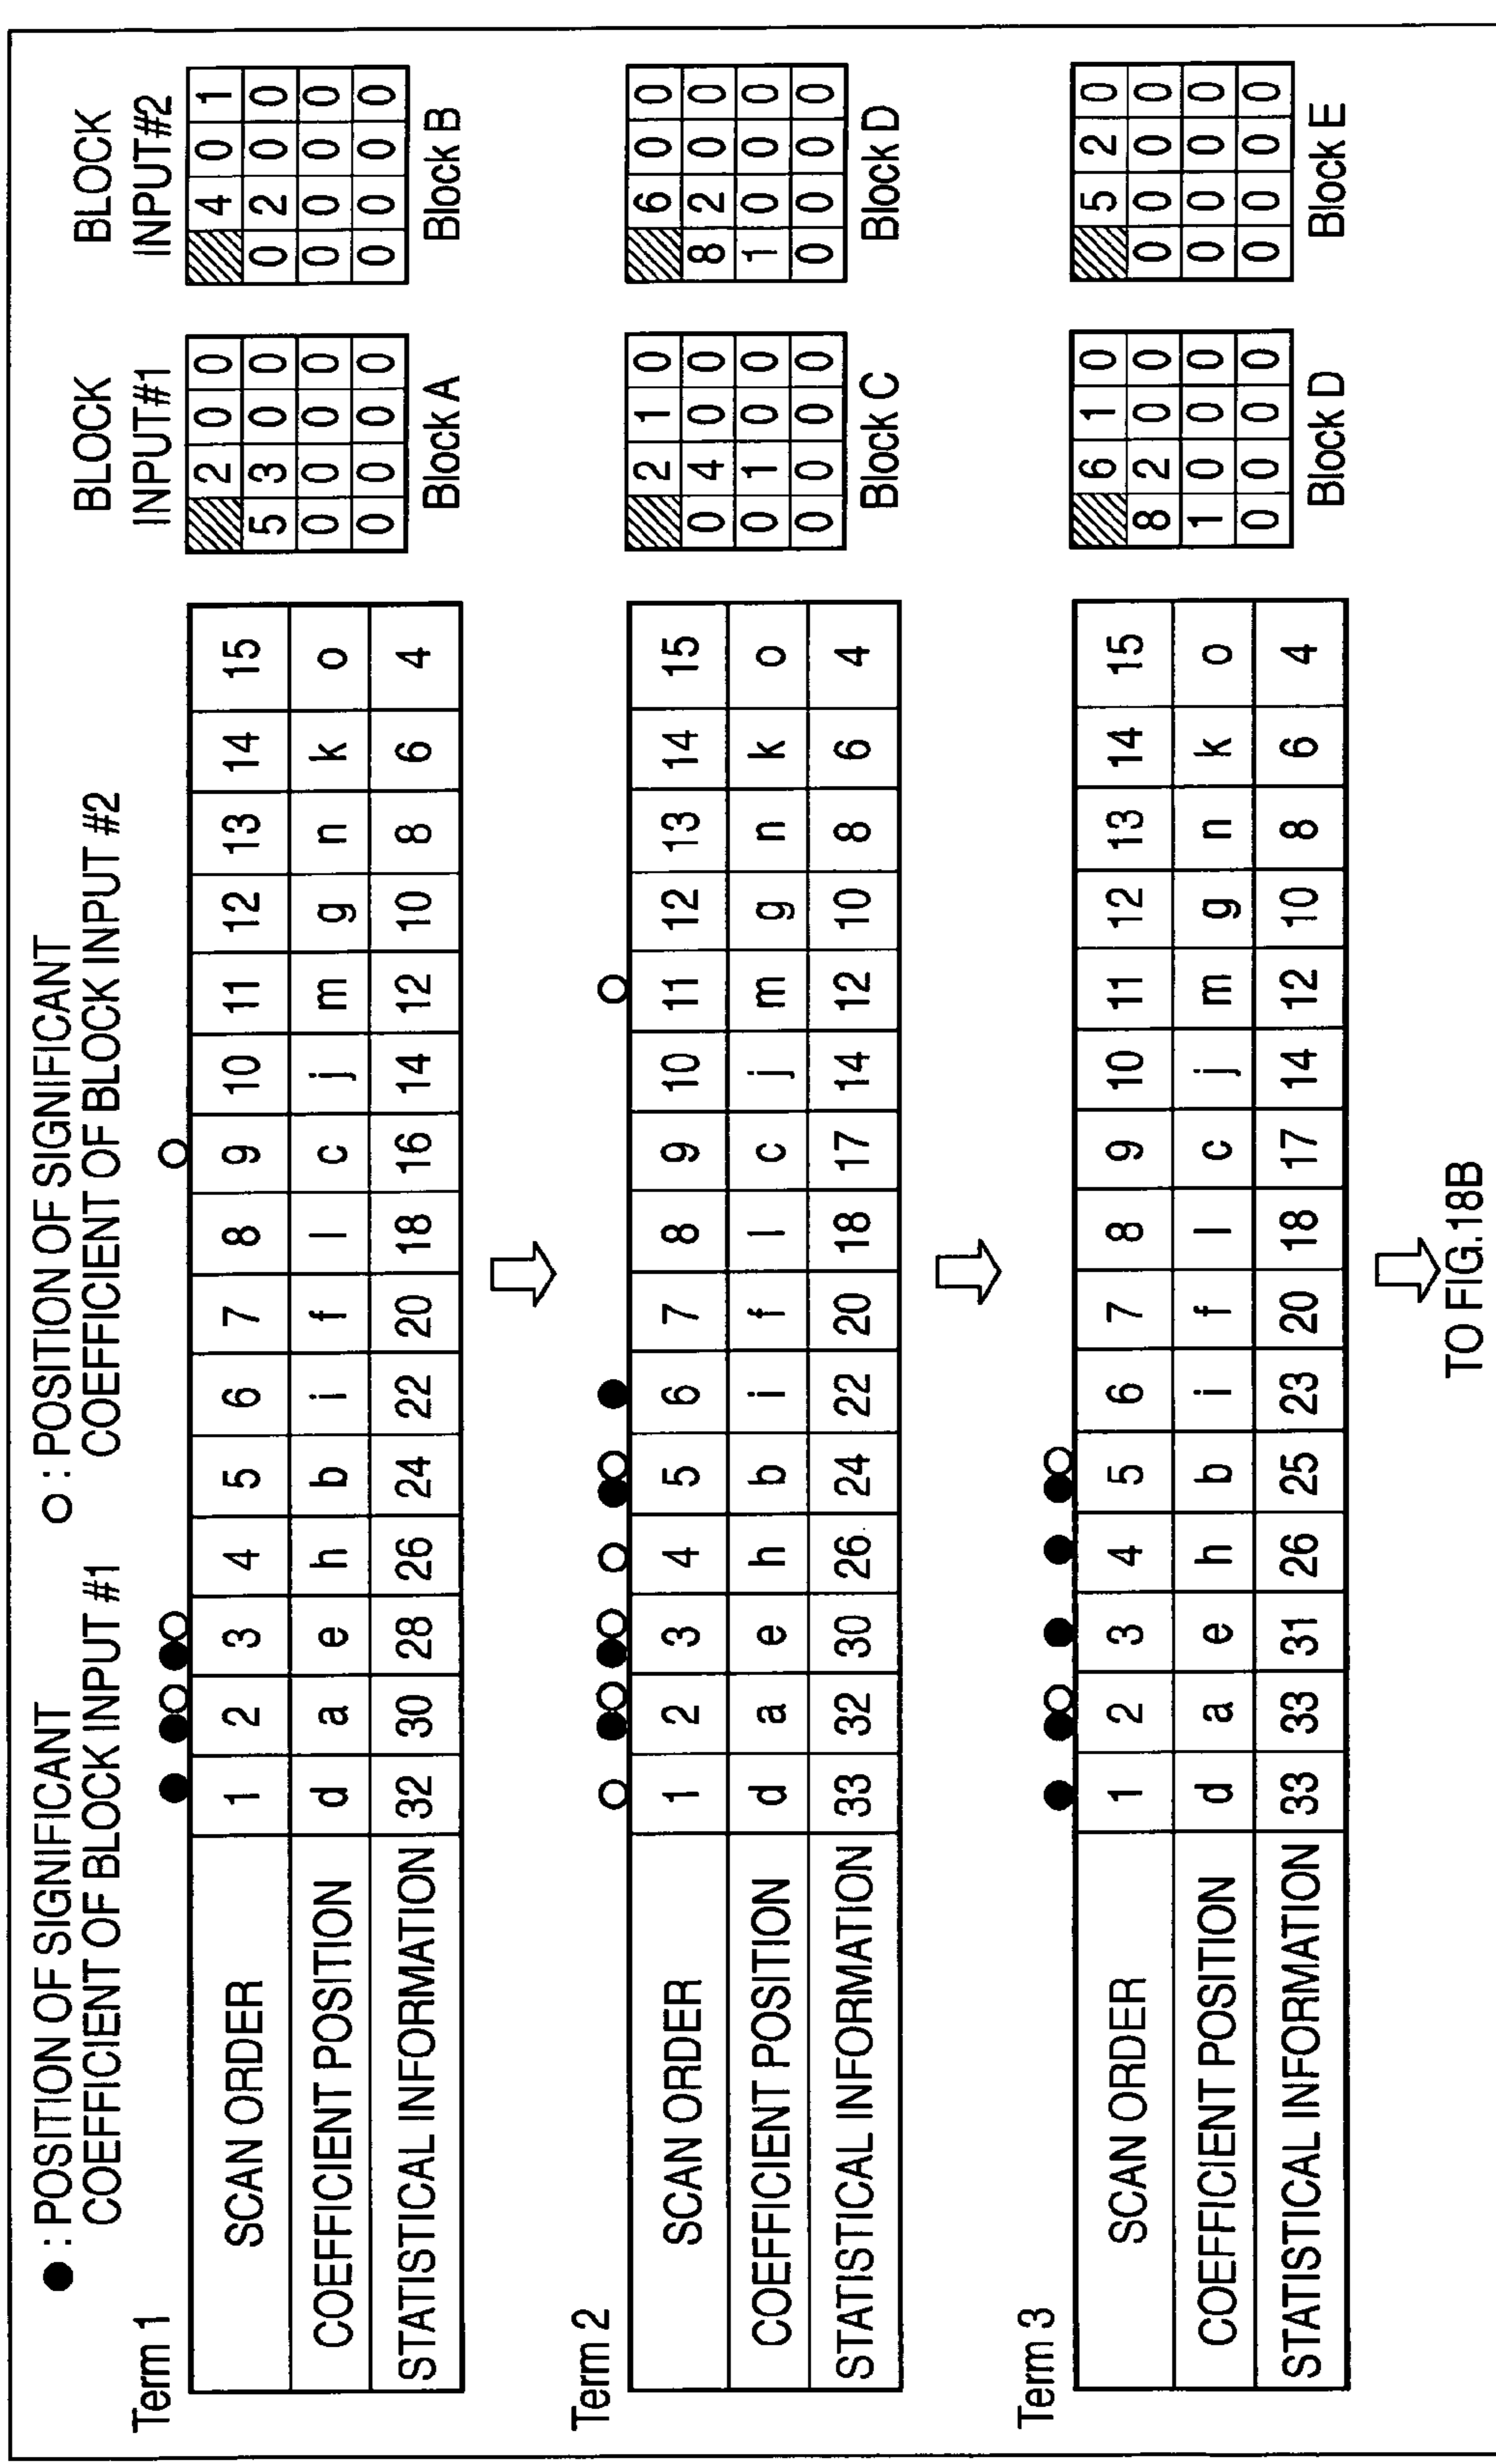 ● : POSITION OF SIGNIFICANT
COEFFICIENT OF BLOCK INPUT #1
○ : POSITION OF SIGNIFICANT
COEFFICIENT OF BLOCK INPUT #2
BLOCK
INPUT#1
BLOCK
INPUT#2
Term 1
SCAN ORDER 1 2 3 4 5 6 7 8 9 10 11 12 13 14 15
COEFFICIENT POSITION d a e h b i f l c j m g n k o
STATISTICAL INFORMATION 32 30 28 26 24 22 20 18 16 14 12 10 8 6 4
2 0 0
5 3 0 0
0 0 0 0
0 0 0 0
Block A
4 0 1
0 2 0 0
0 0 0 0
0 0 0 0
Block B
Term 2
SCAN ORDER 1 2 3 4 5 6 7 8 9 10 11 12 13 14 15
COEFFICIENT POSITION d a e h b i f l c j m g n k o
STATISTICAL INFORMATION 33 32 30 26 24 22 20 18 17 14 12 10 8 6 4
2 1 0
0 4 0 0
0 1 0 0
0 0 0 0
Block C
6 0 0
8 2 0 0
1 0 0 0
0 0 0 0
Block D
Term 3
SCAN ORDER 1 2 3 4 5 6 7 8 9 10 11 12 13 14 15
COEFFICIENT POSITION d a e h b i f l c j m g n k o
STATISTICAL INFORMATION 33 33 31 26 25 23 20 18 17 14 12 10 8 6 4
6 1 0
8 2 0 0
1 0 0 0
0 0 0 0
Block D
5 2 0
0 0 0 0
0 0 0 0
0 0 0 0
Block E
TO FIG.18B